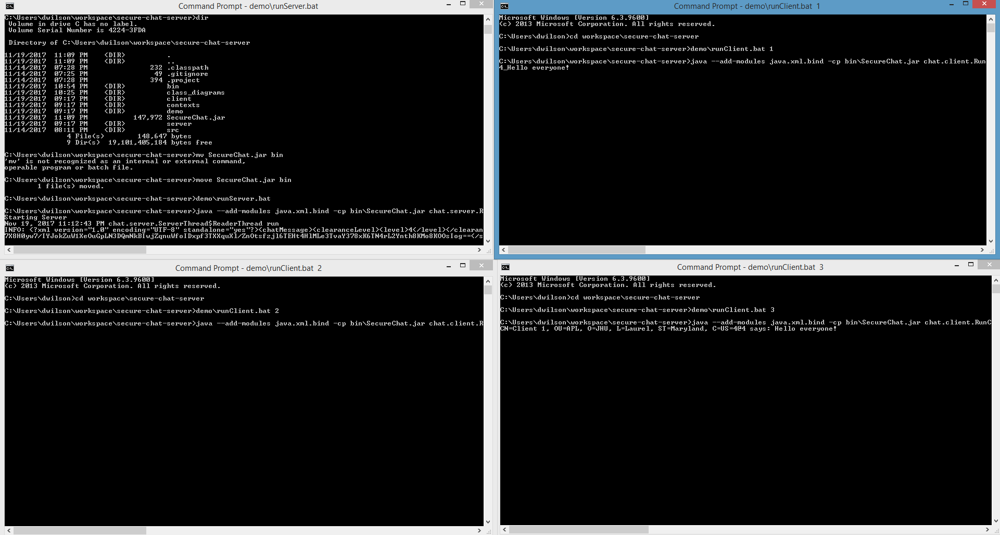 Command Prompt - demo\runServer.bat
C:\Users\dwilson\workspace\secure-chat-server>dir
 Volume in drive C has no label.
 Volume Serial Number is 4224-3FDA
 Directory of C:\Users\dwilson\workspace\secure-chat-server
11/19/2017  11:09 PM    <DIR>          .
11/19/2017  11:09 PM    <DIR>          ..
11/14/2017  07:28 PM               232 .classpath
11/14/2017  07:25 PM                49 .gitignore
11/14/2017  07:28 PM               394 .project
11/19/2017  10:54 PM    <DIR>          bin
11/19/2017  10:25 PM    <DIR>          class_diagrams
11/19/2017  09:17 PM    <DIR>          client
11/19/2017  09:17 PM    <DIR>          contexts
11/19/2017  09:17 PM    <DIR>          demo
11/19/2017  11:09 PM           147,972 SecureChat.jar
11/19/2017  09:17 PM    <DIR>          server
11/14/2017  08:11 PM    <DIR>          src
               4 File(s)        148,647 bytes
               9 Dir(s)  19,101,405,184 bytes free
C:\Users\dwilson\workspace\secure-chat-server>mv SecureChat.jar bin
'mv' is not recognized as an internal or external command,
operable program or batch file.
C:\Users\dwilson\workspace\secure-chat-server>move SecureChat.jar bin
        1 file(s) moved.
C:\Users\dwilson\workspace\secure-chat-server>demo\runServer.bat
C:\Users\dwilson\workspace\secure-chat-server>java --add-modules java.xml.bind -cp bin\SecureChat.jar chat.server.R
Starting Server
Nov 19, 2017 11:12:43 PM chat.server.ServerThread$ReaderThread run
INFO: <?xml version="1.0" encoding="UTF-8" standalone="yes"?><chatMessage><clearanceLevel><level>4</level></clearan
Command Prompt - demo\runClient.bat  1
Microsoft Windows [Version 6.3.9600]
(c) 2013 Microsoft Corporation. All rights reserved.
C:\Users\dwilson>cd workspace\secure-chat-server
C:\Users\dwilson\workspace\secure-chat-server>demo\runClient.bat 1
C:\Users\dwilson\workspace\secure-chat-server>java --add-modules java.xml.bind -cp bin\SecureChat.jar chat.client.Run
4_Hello everyone!
Command Prompt - demo\runClient.bat  2
Microsoft Windows [Version 6.3.9600]
(c) 2013 Microsoft Corporation. All rights reserved.
C:\Users\dwilson>cd workspace\secure-chat-server
C:\Users\dwilson\workspace\secure-chat-server>demo\runClient.bat 2
C:\Users\dwilson\workspace\secure-chat-server>java --add-modules java.xml.bind -cp bin\SecureChat.jar chat.client.R
Command Prompt - demo\runClient.bat  3
Microsoft Windows [Version 6.3.9600]
(c) 2013 Microsoft Corporation. All rights reserved.
C:\Users\dwilson>cd workspace\secure-chat-server
C:\Users\dwilson\workspace\secure-chat-server>demo\runClient.bat 3
C:\Users\dwilson\workspace\secure-chat-server>java --add-modules java.xml.bind -cp bin\SecureChat.jar chat.client.RunC
CN=Client 1, OU=APL, O=JHU, L=Laurel, ST=Maryland, C=US=4@4 says: Hello everyone!